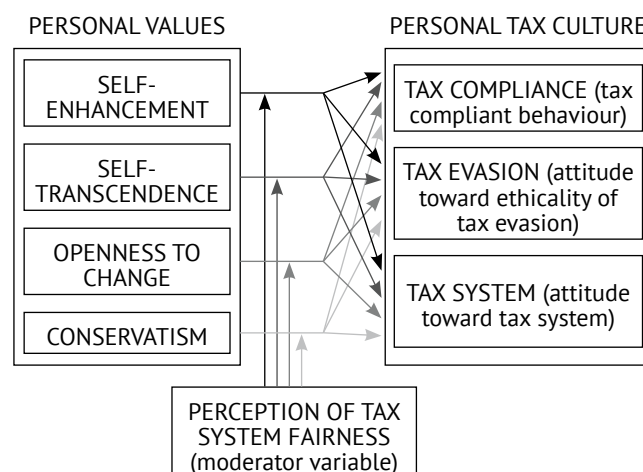 PERSONAL VALUES
SELF-
ENHANCEMENT
SELF-
TRANSCENDENCE
OPENNESS TO
CHANGE
CONSERVATISM
PERSONAL TAX CULTURE
TAX COMPLIANCE (tax
compliant behaviour)
TAX EVASION (attitude
toward ethicality of
tax evasion)
TAX SYSTEM (attitude
toward tax system)
PERCEPTION OF TAX
SYSTEM FAIRNESS
(moderator variable)